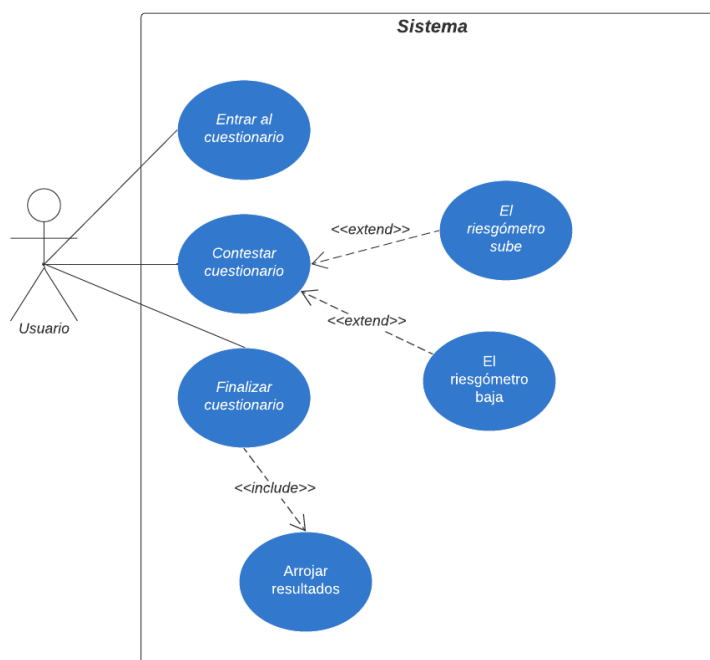 Sistema
Entrar al
cuestionario
El
riesgómetro
sube
<<extend>>
Contestar
cuestionario
Usuario
<<extend>>
El
riesgómetro
baja
Finalizar
cuestionario
<<include>>
Arrojar
resultados